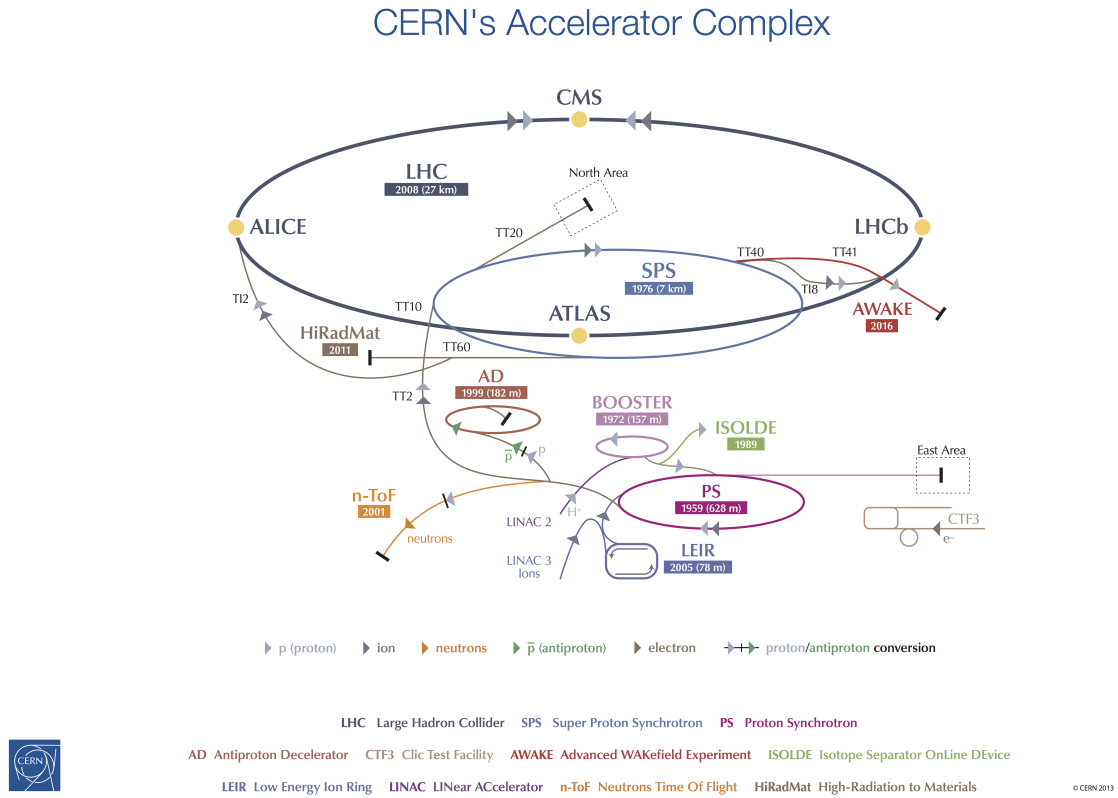 CERN's Accelerator Complex
CMS
LHC
2008 (27 km)
North Area
ALICE
LHCb
TT20
TT40
TT41
SPS
1976 (7 km)
TI2
TT10
TI8
ATLAS
AWAKE
2016
HiRadMat
2011
TT60
AD
1999 (182 m)
TT2
BOOSTER
1972 (157 m)
ISOLDE
1989
p
p̅
East Area
n-ToF
2001
PS
1959 (628 m)
H⁺
LINAC 2
neutrons
CTF3
e–
LINAC 3
Ions
LEIR
2005 (78 m)
p (proton) ion neutrons p̅ (antiproton) electron proton/antiproton conversion
LHC Large Hadron Collider SPS Super Proton Synchrotron PS Proton Synchrotron
AD Antiproton Decelerator CTF3 Clic Test Facility AWAKE Advanced WAKefield Experiment ISOLDE Isotope Separator OnLine DEvice
LEIR Low Energy Ion Ring LINAC LINear ACcelerator n-ToF Neutrons Time Of Flight HiRadMat High-Radiation to Materials
CERN
© CERN 2013